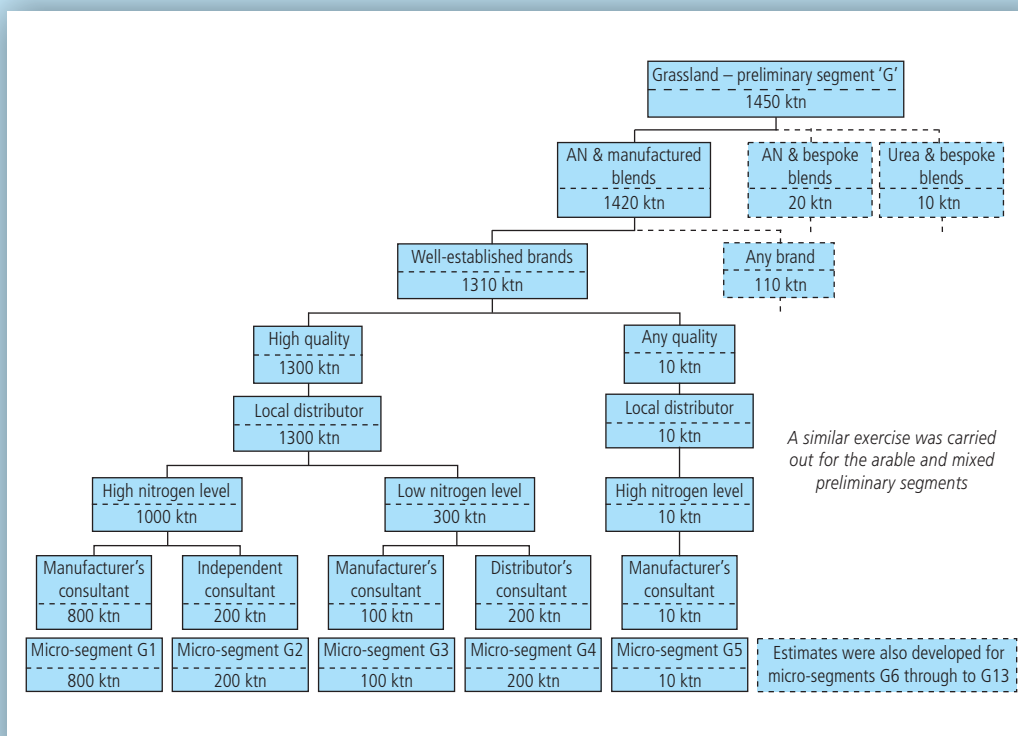 Grassland – preliminary segment ‘G’
1450 ktn
AN & manufactured
blends
1420 ktn
AN & bespoke
blends
20 ktn
Urea & bespoke
blends
10 ktn
Well-established brands
1310 ktn
Any brand
110 ktn
High quality
1300 ktn
Any quality
10 ktn
Local distributor
1300 ktn
Local distributor
10 ktn
A similar exercise was carried
out for the arable and mixed
preliminary segments
High nitrogen level
1000 ktn
Low nitrogen level
300 ktn
High nitrogen level
10 ktn
Manufacturer’s
consultant
800 ktn
Independent
consultant
200 ktn
Manufacturer’s
consultant
100 ktn
Distributor’s
consultant
200 ktn
Manufacturer’s
consultant
10 ktn
Micro-segment G1
800 ktn
Micro-segment G2
200 ktn
Micro-segment G3
100 ktn
Micro-segment G4
200 ktn
Micro-segment G5
10 ktn
Estimates were also developed for
micro-segments G6 through to G13